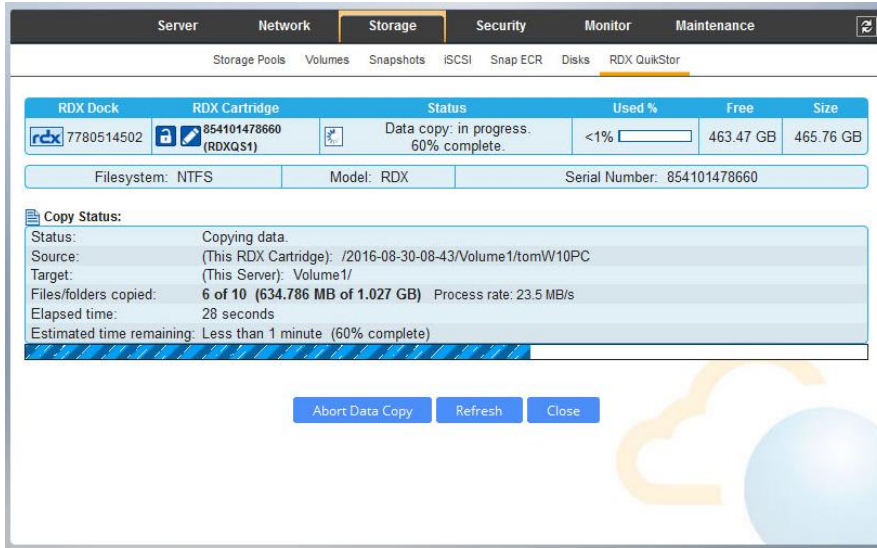 Server Network Storage Security Monitor Maintenance
Storage Pools Volumes Snapshots iSCSI Snap ECR Disks RDX QuikStor
RDX Dock RDX Cartridge Status Used % Free Size
rdx 7780514502 854101478660 Data copy: in progress. <1% 463.47 GB 465.76 GB
(RDXQS1) 60% complete.
Filesystem: NTFS Model: RDX Serial Number: 854101478660
Copy Status:
Status: Copying data.
Source: (This RDX Cartridge): /2016-08-30-08-43/Volume1/tomW10PC
Target: (This Server): Volume1/
Files/folders copied: 6 of 10 (634.786 MB of 1.027 GB) Process rate: 23.5 MB/s
Elapsed time: 28 seconds
Estimated time remaining: Less than 1 minute (60% complete)
Abort Data Copy Refresh Close